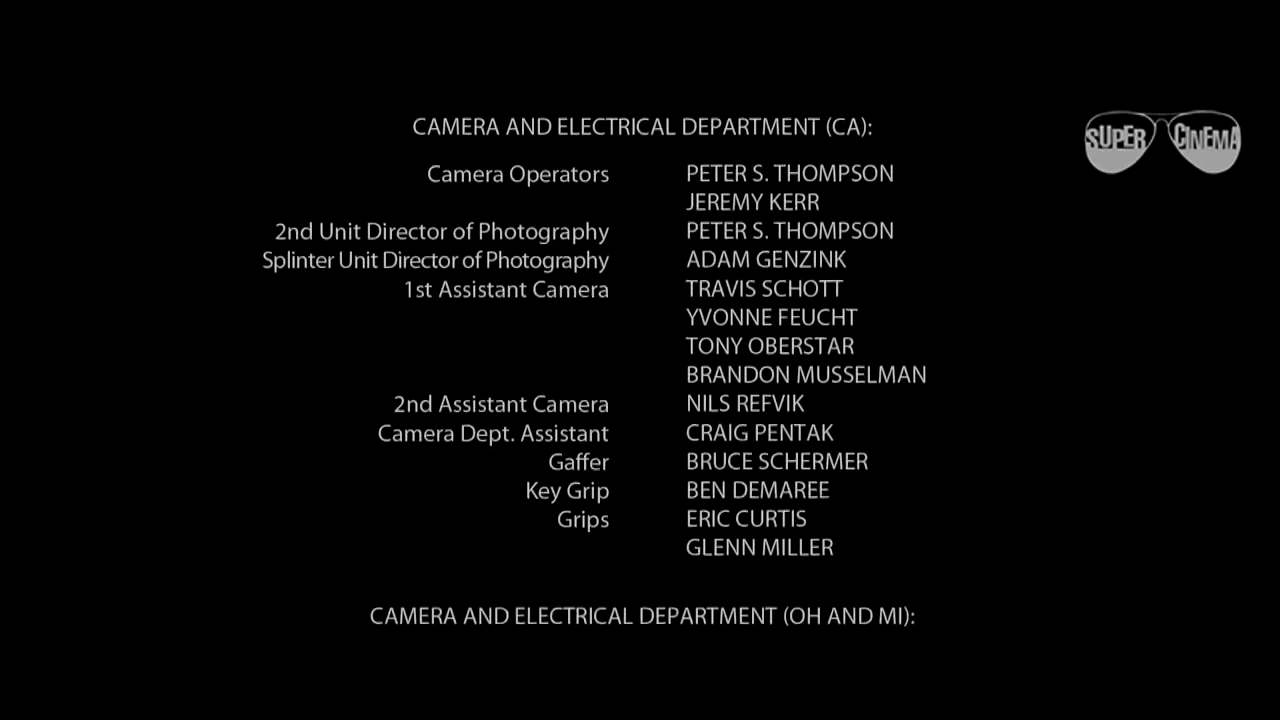 CAMERA AND ELECTRICAL DEPARTMENT (CA):
SUPER CINEMA
Camera Operators PETER S. THOMPSON
JEREMY KERR
2nd Unit Director of Photography PETER S. THOMPSON
Splinter Unit Director of Photography ADAM GENZINK
1st Assistant Camera TRAVIS SCHOTT
YVONNE FEUCHT
TONY OBERSTAR
BRANDON MUSSELMAN
2nd Assistant Camera NILS REFVIK
Camera Dept. Assistant CRAIG PENTAK
Gaffer BRUCE SCHERMER
Key Grip BEN DEMAREE
Grips ERIC CURTIS
GLENN MILLER
CAMERA AND ELECTRICAL DEPARTMENT (OH AND MI):